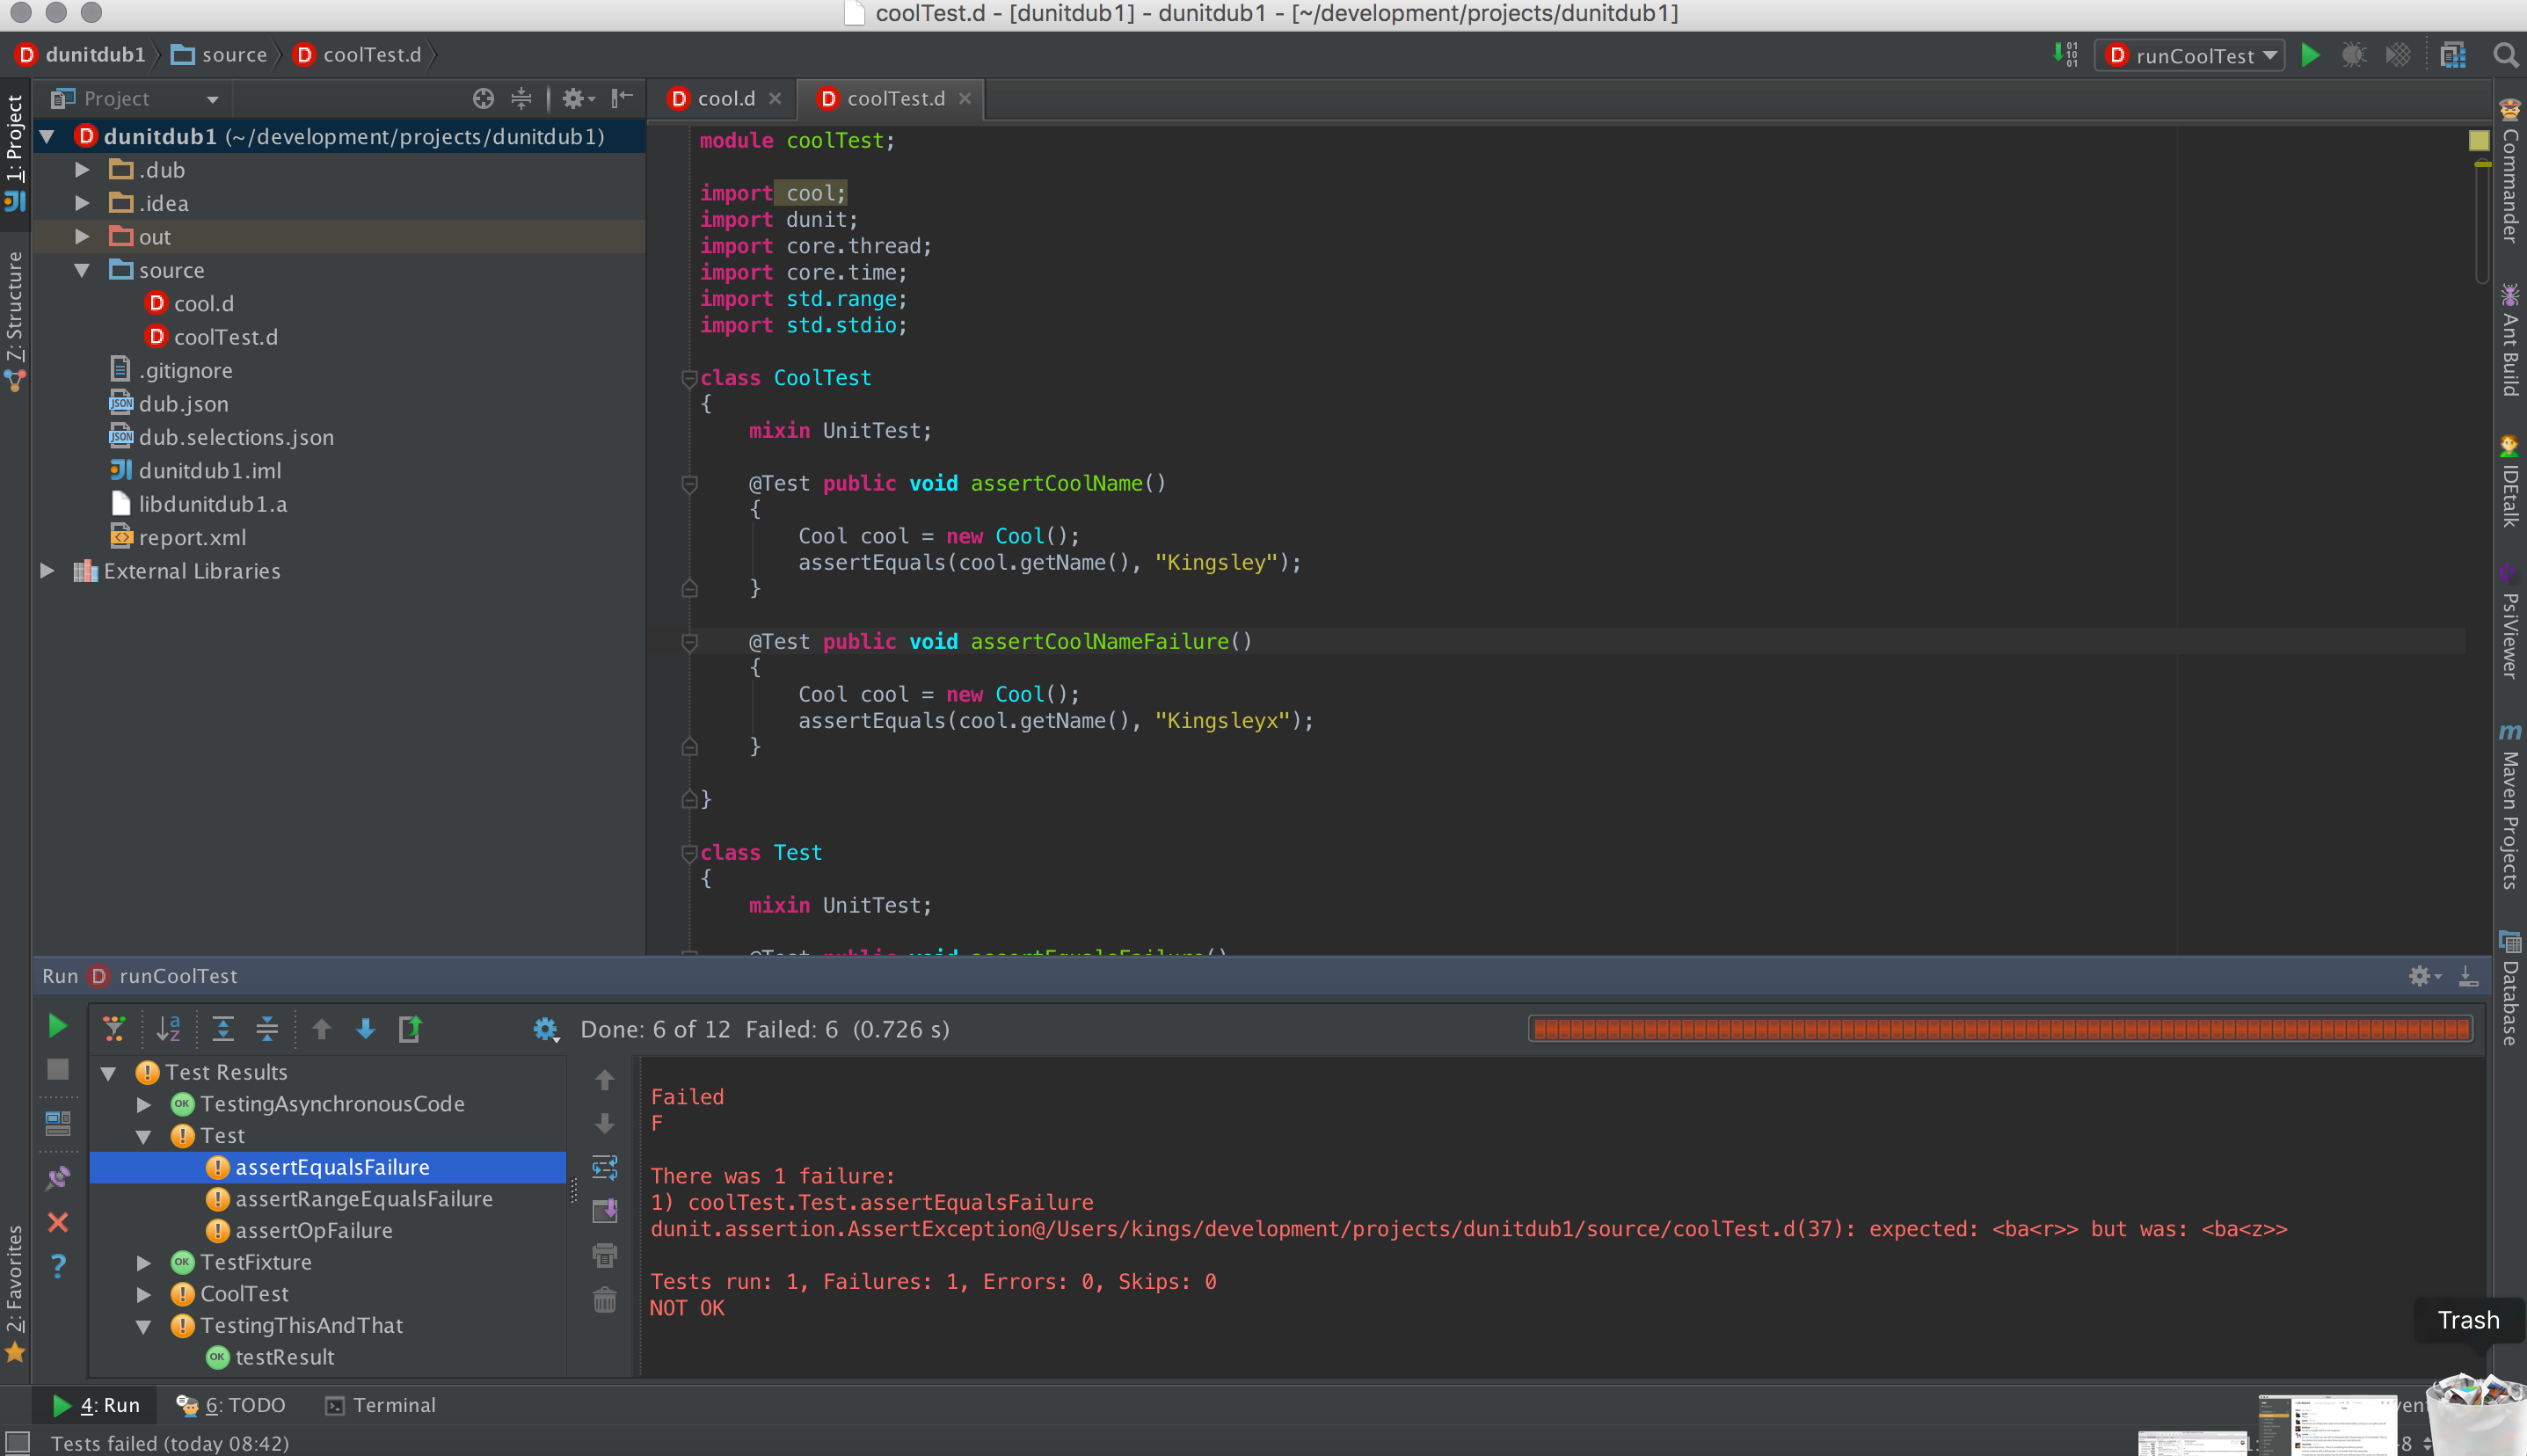 coolTest.d - [dunitdub1] - dunitdub1 - [~/development/projects/dunitdub1]
dunitdub1 source coolTest.d
runCoolTest
1: Project
7: Structure
2: Favorites
Project
dunitdub1 (~/development/projects/dunitdub1)
.dub
.idea
out
source
cool.d
coolTest.d
.gitignore
dub.json
dub.selections.json
dunitdub1.iml
libdunitdub1.a
report.xml
External Libraries
cool.d coolTest.d
module coolTest;
import cool;
import dunit;
import core.thread;
import core.time;
import std.range;
import std.stdio;
class CoolTest
{
mixin UnitTest;
@Test public void assertCoolName()
{
Cool cool = new Cool();
assertEquals(cool.getName(), "Kingsley");
}
@Test public void assertCoolNameFailure()
{
Cool cool = new Cool();
assertEquals(cool.getName(), "Kingsleyx");
}
}
class Test
{
mixin UnitTest;
@Test public void assertEqualsFailure()
Commander
Ant Build
IDEtalk
PsiViewer
Maven Projects
Database
Run runCoolTest
Done: 6 of 12 Failed: 6 (0.726 s)
Test Results
TestingAsynchronousCode
Test
assertEqualsFailure
assertRangeEqualsFailure
assertOpFailure
TestFixture
CoolTest
TestingThisAndThat
testResult
Failed
F
There was 1 failure:
1) coolTest.Test.assertEqualsFailure
dunit.assertion.AssertException@/Users/kings/development/projects/dunitdub1/source/coolTest.d(37): expected: <ba<r>> but was: <ba<z>>
Tests run: 1, Failures: 1, Errors: 0, Skips: 0
NOT OK
Trash
4: Run 6: TODO Terminal
Tests failed (today 08:42)